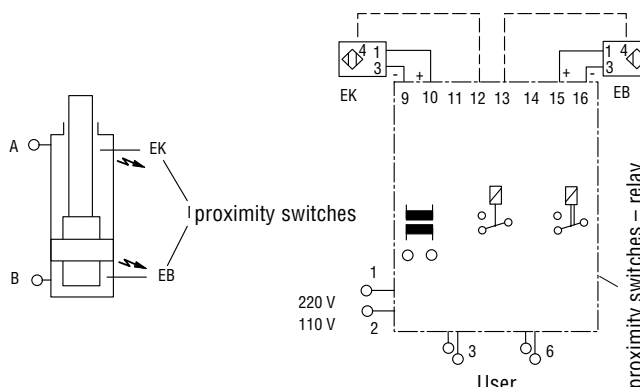 4 1
3
- +
EK
9 10 11 12 13 14 15 16
+ -
1 4
3
EB
A
EK
proximity switches
B
EB
1
220 V
110 V
2
3
6
User
proximity switches – relay